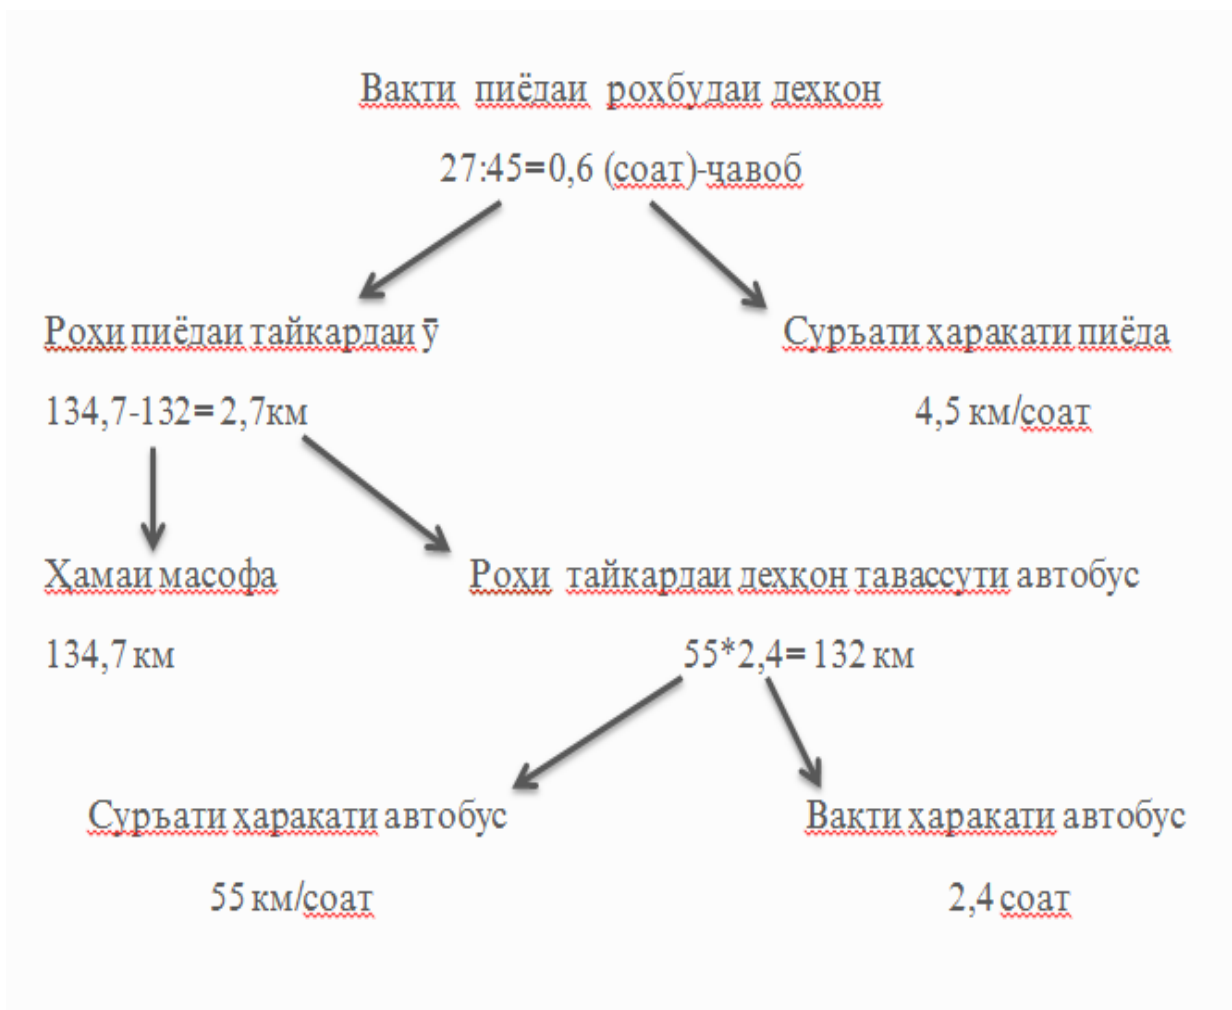 Вақти пиёдаи роҳбудаи деҳқон
27:45=0,6 (соат)-ҷавоб
Роҳи пиёдаи тайкардаи ӯ
Суръати ҳаракати пиёда
134,7-132= 2,7км
4,5 км/соат
Ҳамаи масофа
Роҳи тайкардаи деҳқон тавассути автобус
134,7 км
55*2,4= 132 км
Суръати ҳаракати автобус
Вақти ҳаракати автобус
55 км/соат
2,4 соат